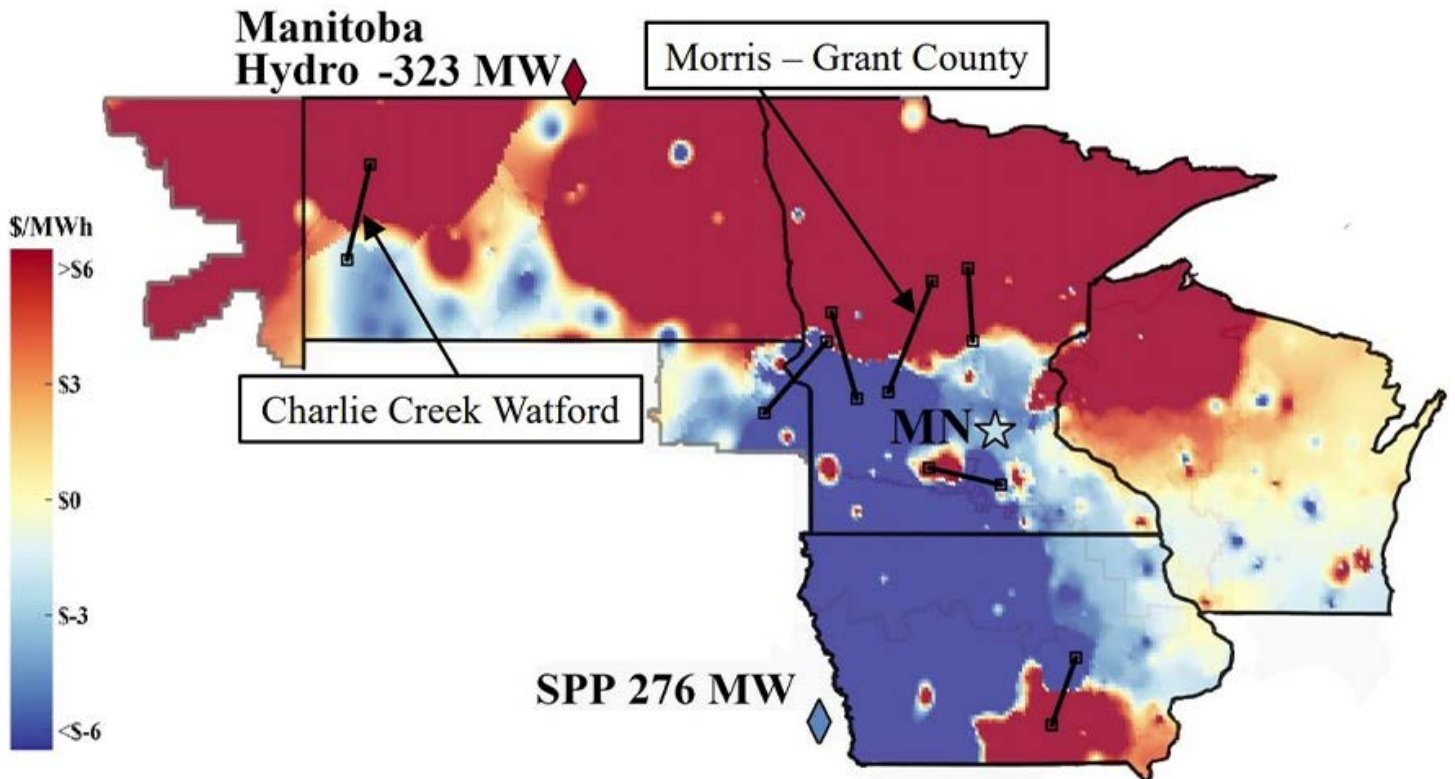 Manitoba
Hydro -323 MW
Morris – Grant County
$/MWh
>$6
$3
$0
$-3
<$-6
Charlie Creek Watford
MN
SPP 276 MW